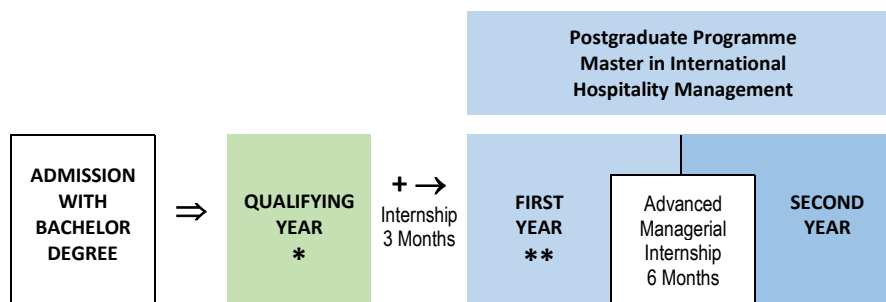 Postgraduate Programme
Master in International
Hospitality Management
ADMISSION
WITH
BACHELOR
DEGREE
⇒
QUALIFYING
YEAR
*
+ →
Internship
3 Months
FIRST
YEAR
**
Advanced
Managerial
Internship
6 Months
SECOND
YEAR